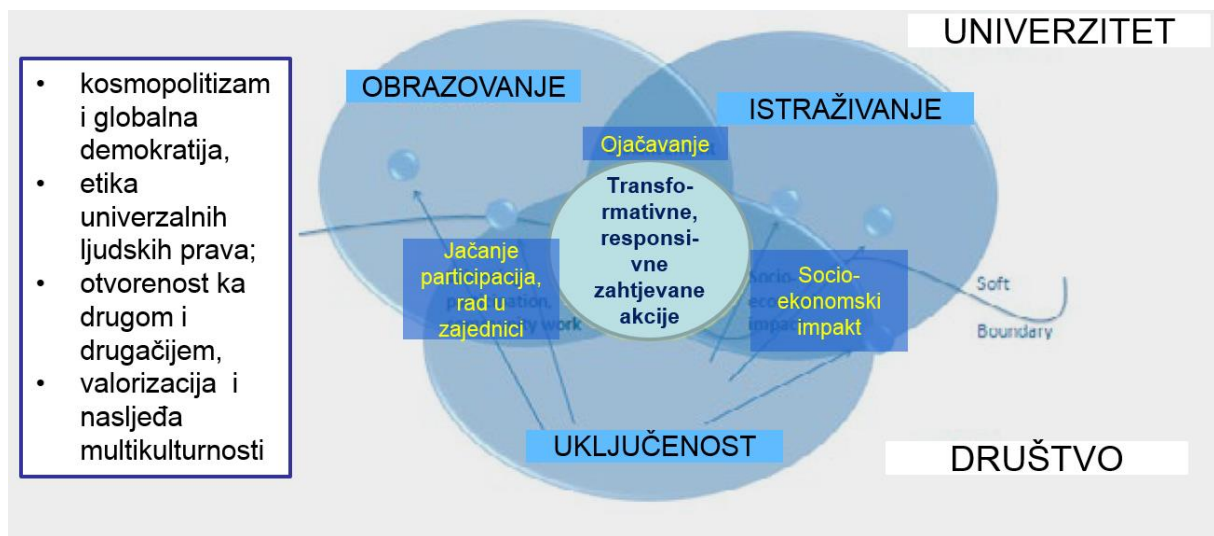 UNIVERZITET
• kosmopolitizam
i globalna
demokratija,
• etika
univerzalnih
ljudskih prava;
• otvorenost ka
drugom i
drugačijem,
• valorizacija i
nasljeđa
multikulturnosti
OBRAZOVANJE
ISTRAŽIVANJE
Ojačavanje
Transfo-
rmativne,
responsi-
vne
zahtjevane
akcije
Jačanje
participacija,
rad u
zajednici
work
Socio-
ekonomski
impakt
Soft
Boundary
UKLJUČENOST
DRUŠTVO